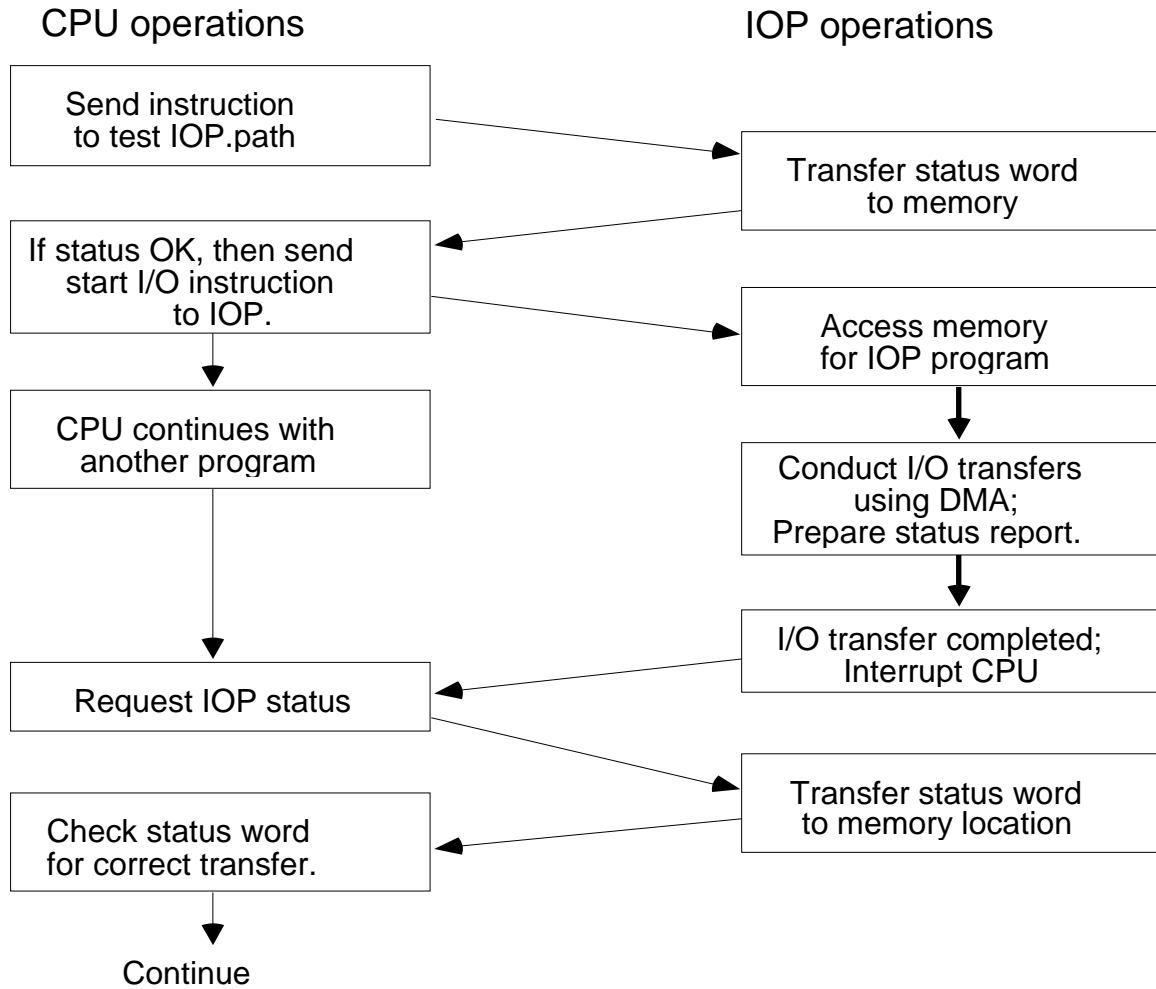 CPU operations
IOP operations
Send instruction
to test IOP.path
Transfer status word
to memory
If status OK, then send
start I/O instruction
to IOP.
Access memory
for IOP program
CPU continues with
another program
Conduct I/O transfers
using DMA;
Prepare status report.
I/O transfer completed;
Interrupt CPU
Request IOP status
Transfer status word
to memory location
Check status word
for correct transfer.
Continue